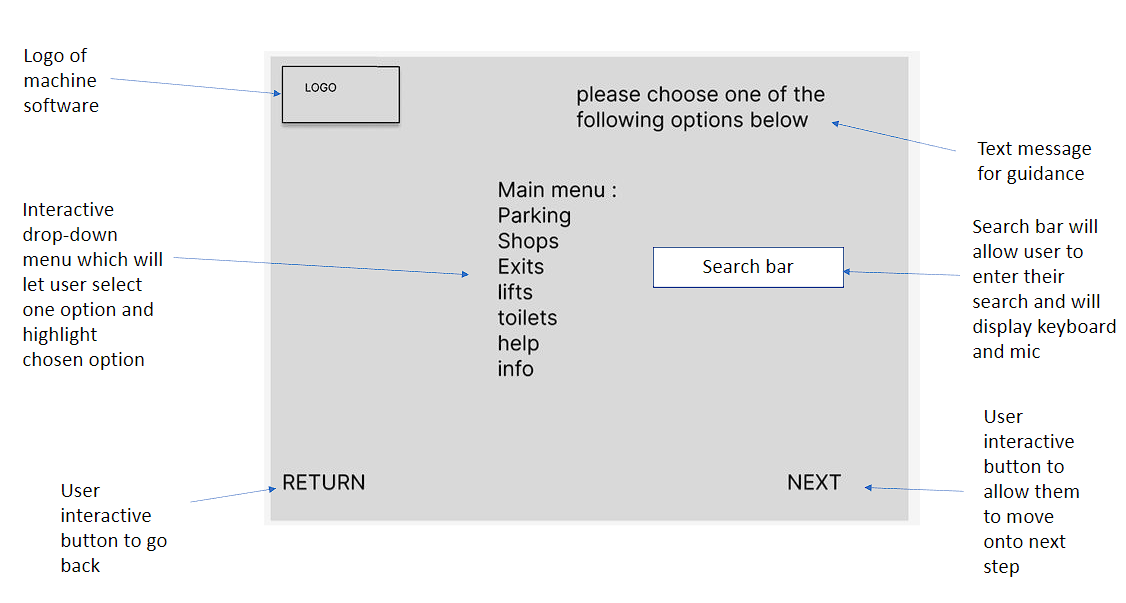 Logo of
machine
software
LOGO
please choose one of the
following options below
Text message
for guidance
Interactive
drop-down
menu which will
let user select
one option and
highlight
chosen option
Main menu :
Parking
Shops
Exits
lifts
toilets
help
info
Search bar
Search bar will
allow user to
enter their
search and will
display keyboard
and mic
User
interactive
button to go
back
RETURN
NEXT
User
interactive
button to
allow them
to move
onto next
step